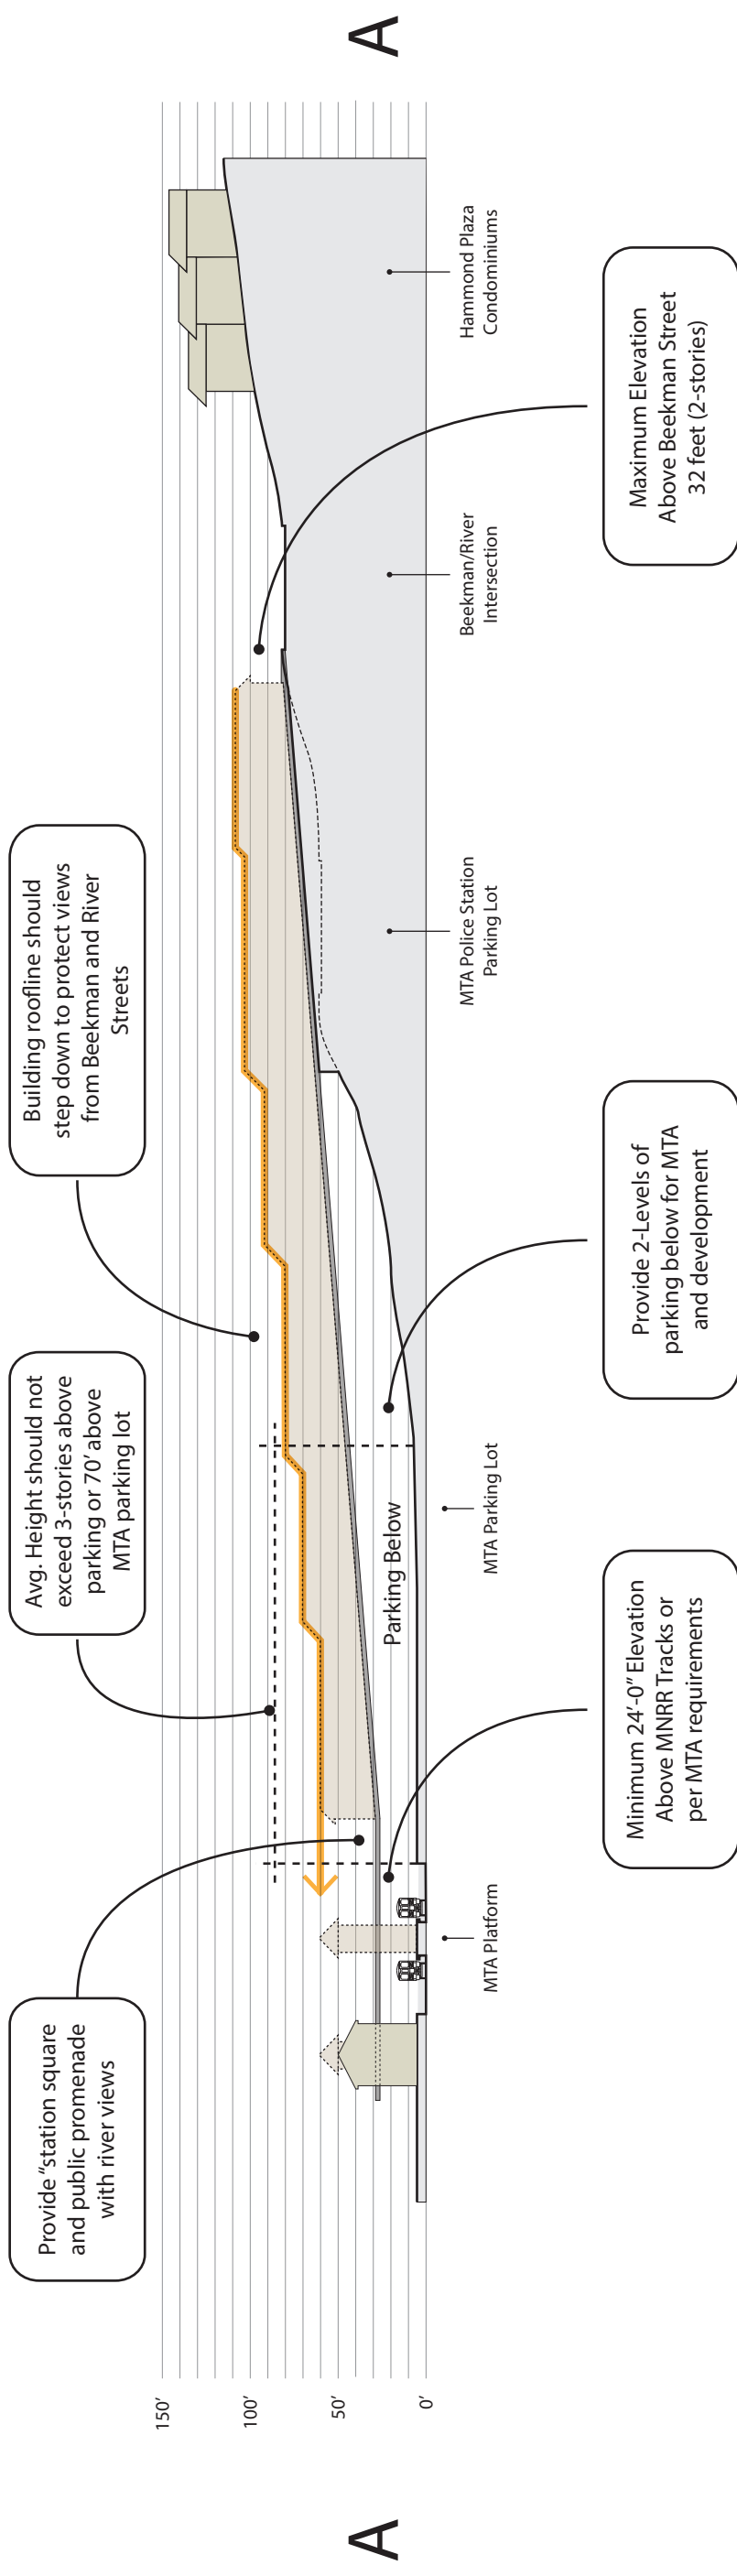 A
Provide “station square
and public promenade
with river views
Avg. Height should not
exceed 3-stories above
parking or 70’ above
MTA parking lot
Building roofline should
step down to protect views
from Beekman and River
Streets
150’
100’
50’
0’
Parking Below
MTA Platform
MTA Parking Lot
MTA Police Station
Parking Lot
Beekman/River
Intersection
Hammond Plaza
Condominiums
Minimum 24’-0” Elevation
Above MNRR Tracks or
per MTA requirements
Provide 2-Levels of
parking below for MTA
and development
Maximum Elevation
Above Beekman Street
32 feet (2-stories)
A